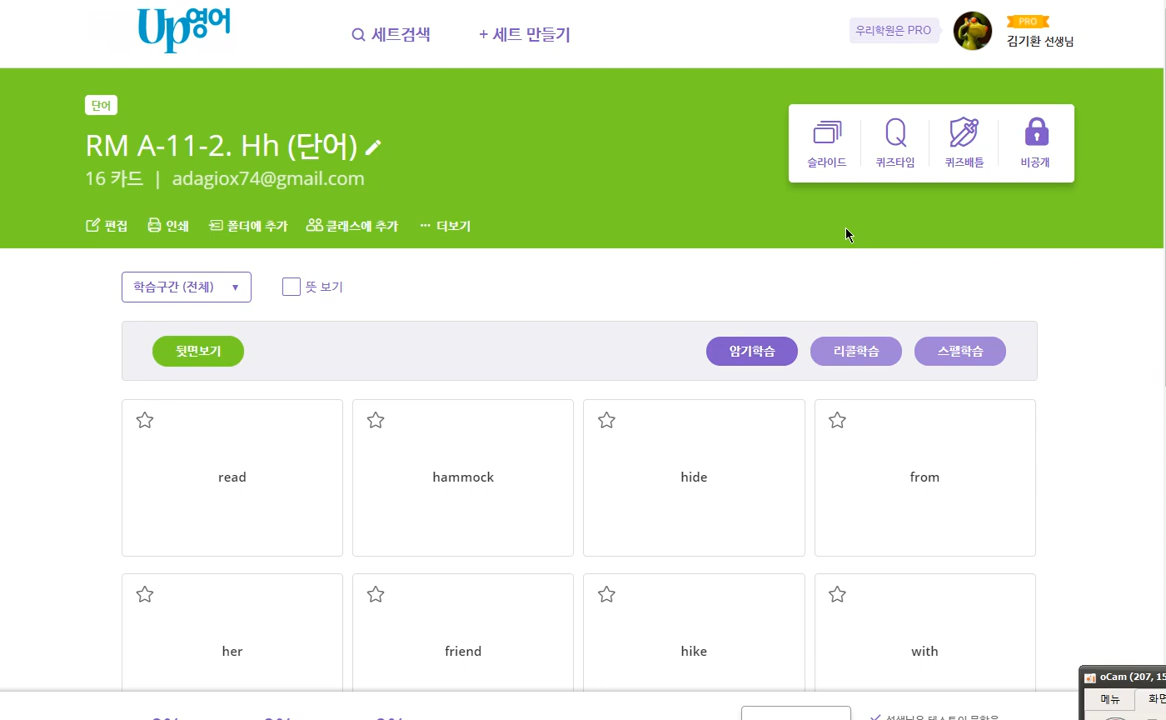 Up영어
세트검색
+ 세트 만들기
우리학원은 PRO
PRO
김기환 선생님
단어
RM A-11-2. Hh (단어)
16 카드 | adagiox74@gmail.com
슬라이드
퀴즈타임
퀴즈배틀
비공개
편집
인쇄
폴더에 추가
클래스에 추가
··· 더보기
학습구간 (전체) ▼
뜻 보기
뒷면보기
암기학습
리콜학습
스펠학습
read
hammock
hide
from
her
friend
hike
with
oCam (207, 15
메뉴